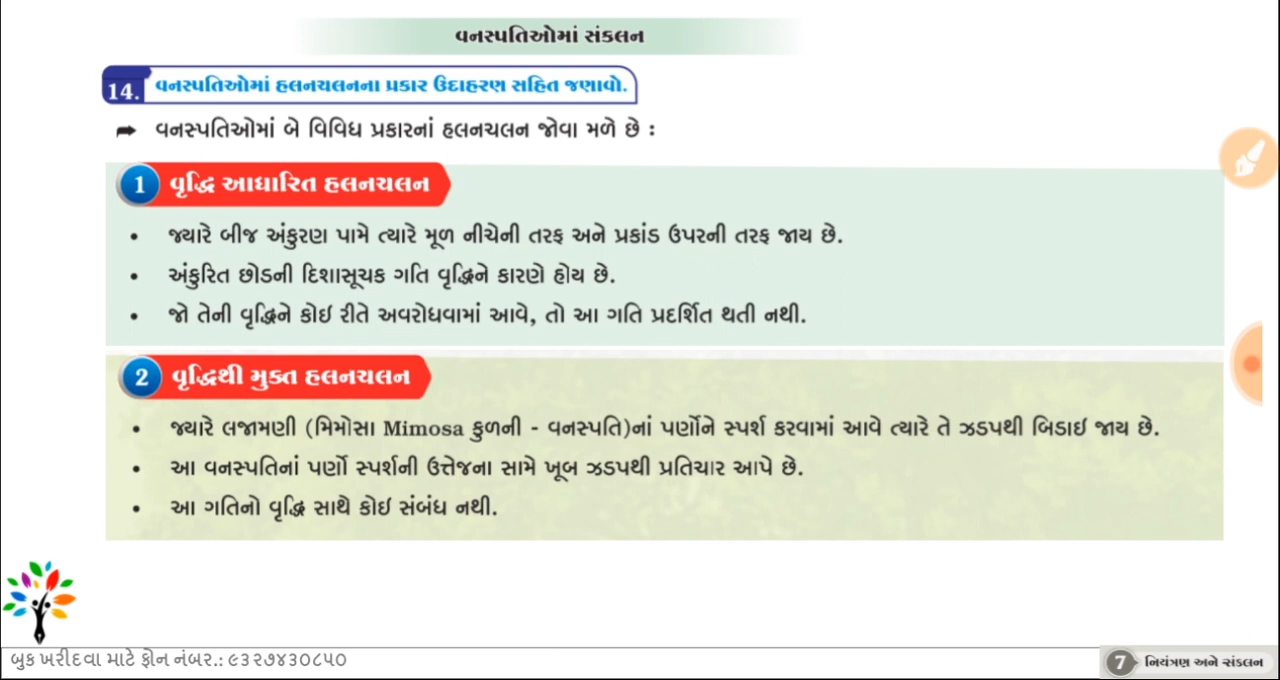 વનસ્પતિઓમાં સંકલન
14. વનસ્પતિઓમાં હલનચલનના પ્રકાર ઉદાહરણ સહિત જણાવો.
➡ વનસ્પતિઓમાં બે વિવિધ પ્રકારનાં હલનચલન જોવા મળે છે :
1 વૃદ્ધિ આધારિત હલનચલન
• જ્યારે બીજ અંકુરણ પામે ત્યારે મૂળ નીચેની તરફ અને પ્રકાંડ ઉપરની તરફ જાય છે.
• અંકુરિત છોડની દિશાસૂચક ગતિ વૃદ્ધિને કારણે હોય છે.
• જો તેની વૃદ્ધિને કોઈ રીતે અવરોધવામાં આવે, તો આ ગતિ પ્રદર્શિત થતી નથી.
2 વૃદ્ધિથી મુક્ત હલનચલન
• જ્યારે લજામણી (મિમોસા Mimosa કુળની - વનસ્પતિ)નાં પર્ણોને સ્પર્શ કરવામાં આવે ત્યારે તે ઝડપથી બિડાઈ જાય છે.
• આ વનસ્પતિનાં પર્ણો સ્પર્શની ઉત્તેજના સામે ખૂબ ઝડપથી પ્રતિચાર આપે છે.
• આ ગતિનો વૃદ્ધિ સાથે કોઈ સંબંધ નથી.
બુક ખરીદવા માટે ફોન નંબર.: ૯૩૨૭૪૩૦૮૫૦
7 નિયંત્રણ અને સંકલન